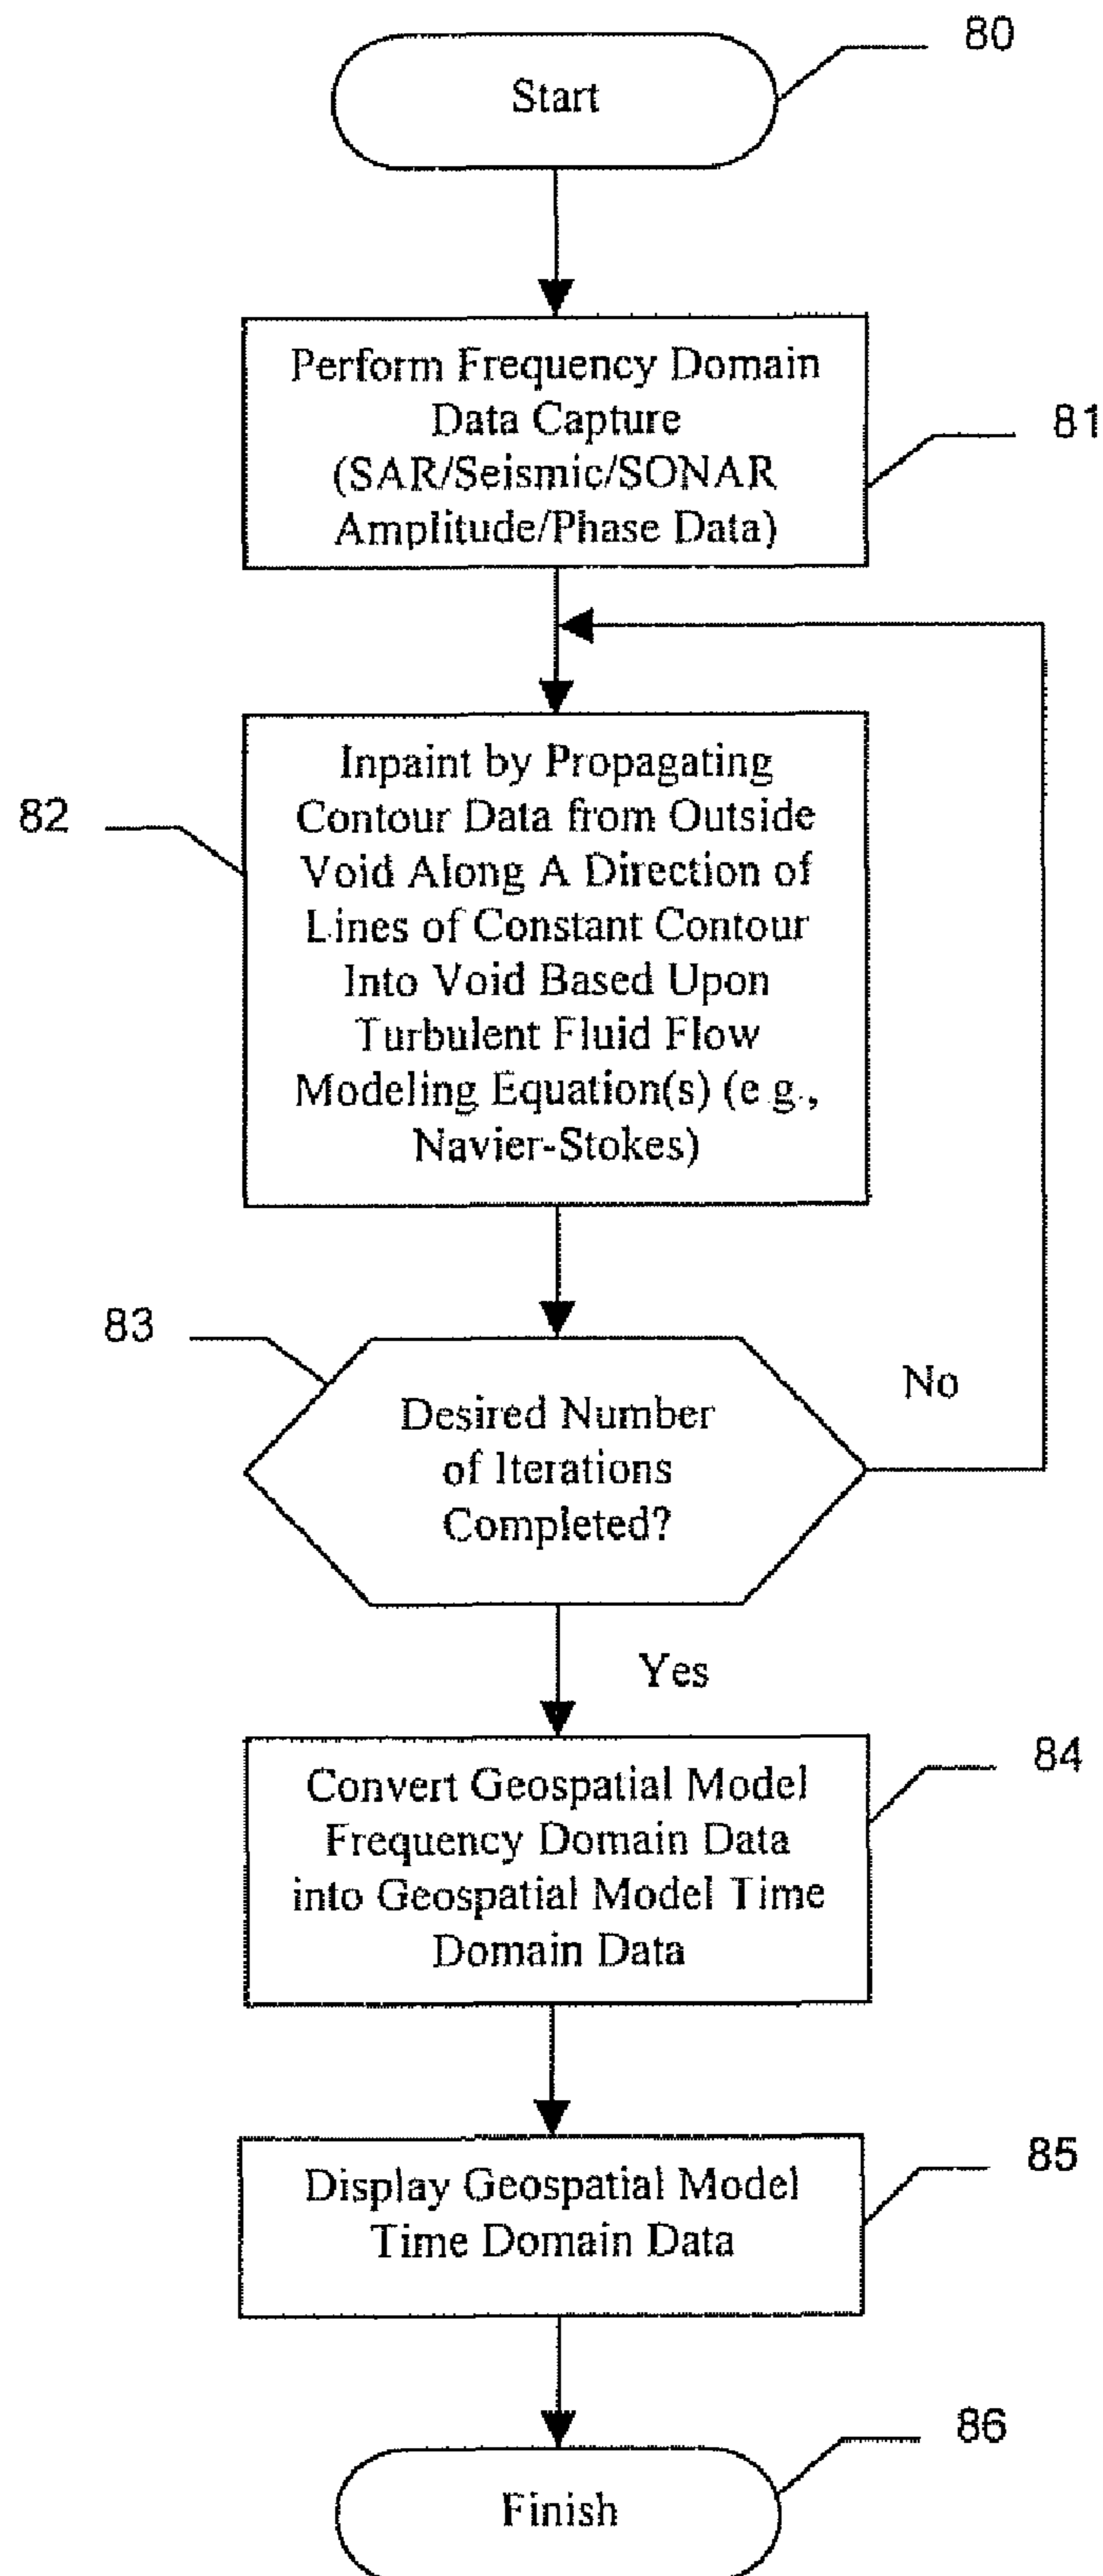 80
Start
Perform Frequency Domain
Data Capture
(SAR/Seismic/SONAR
Amplitude/Phase Data)
81
82
Inpaint by Propagating
Contour Data from Outside
Void Along A Direction of
Lines of Constant Contour
Into Void Based Upon
Turbulent Fluid Flow
Modeling Equation(s) (e.g.,
Navier-Stokes)
83
Desired Number
of Iterations
Completed?
No
Yes
84
Convert Geospatial Model
Frequency Domain Data
into Geospatial Model Time
Domain Data
85
Display Geospatial Model
Time Domain Data
86
Finish